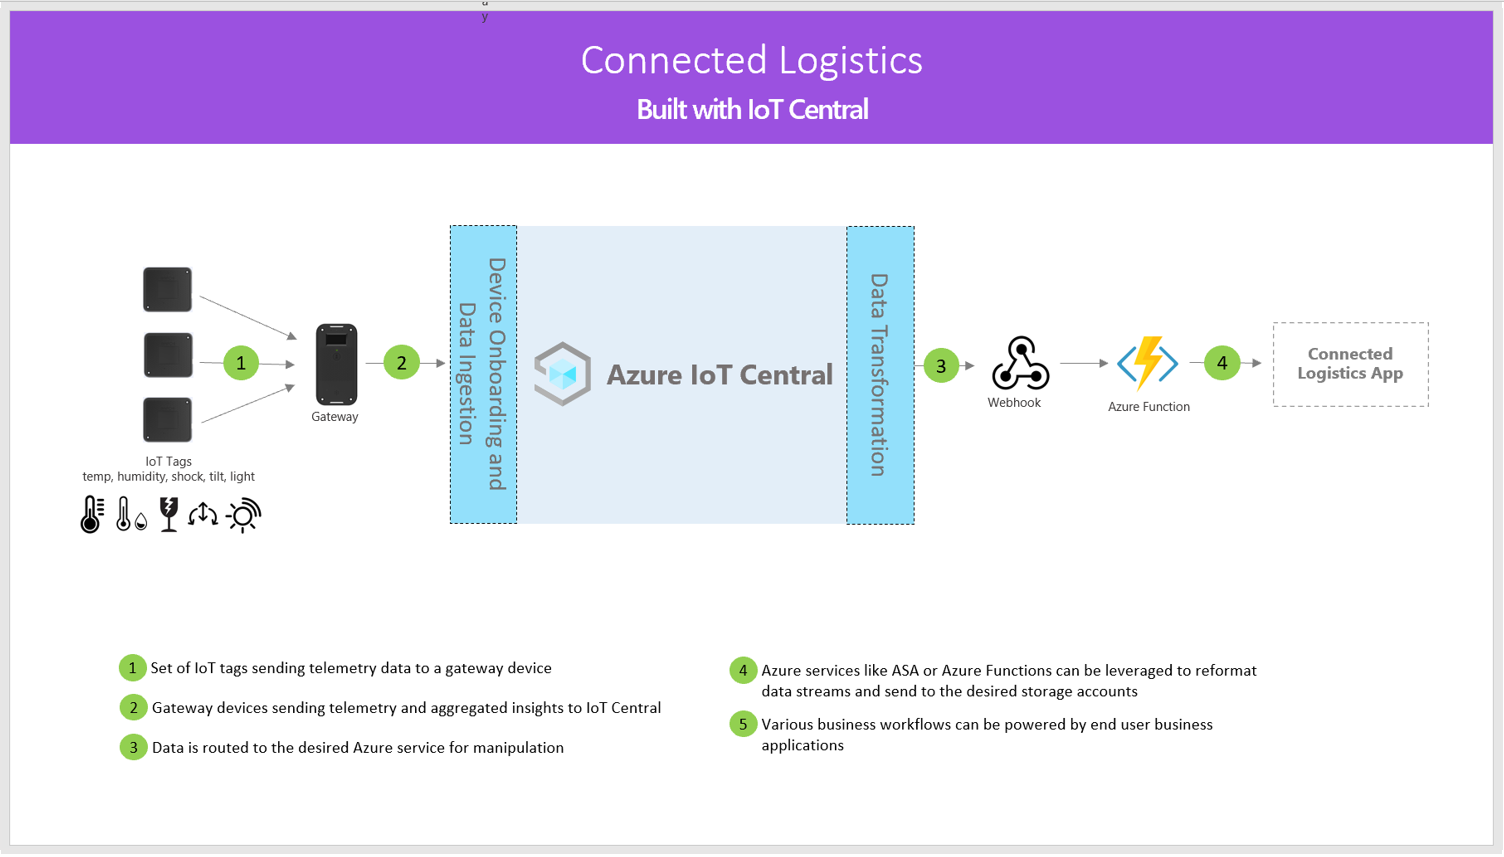 a
y
Connected Logistics
Built with IoT Central
Device Onboarding and
Data Ingestion
Azure IoT Central
Data Transformation
1
2
3
4
Gateway
Webhook
Azure Function
Connected
Logistics App
IoT Tags
temp, humidity, shock, tilt, light
1 Set of IoT tags sending telemetry data to a gateway device
2 Gateway devices sending telemetry and aggregated insights to IoT Central
3 Data is routed to the desired Azure service for manipulation
4 Azure services like ASA or Azure Functions can be leveraged to reformat
data streams and send to the desired storage accounts
5 Various business workflows can be powered by end user business
applications